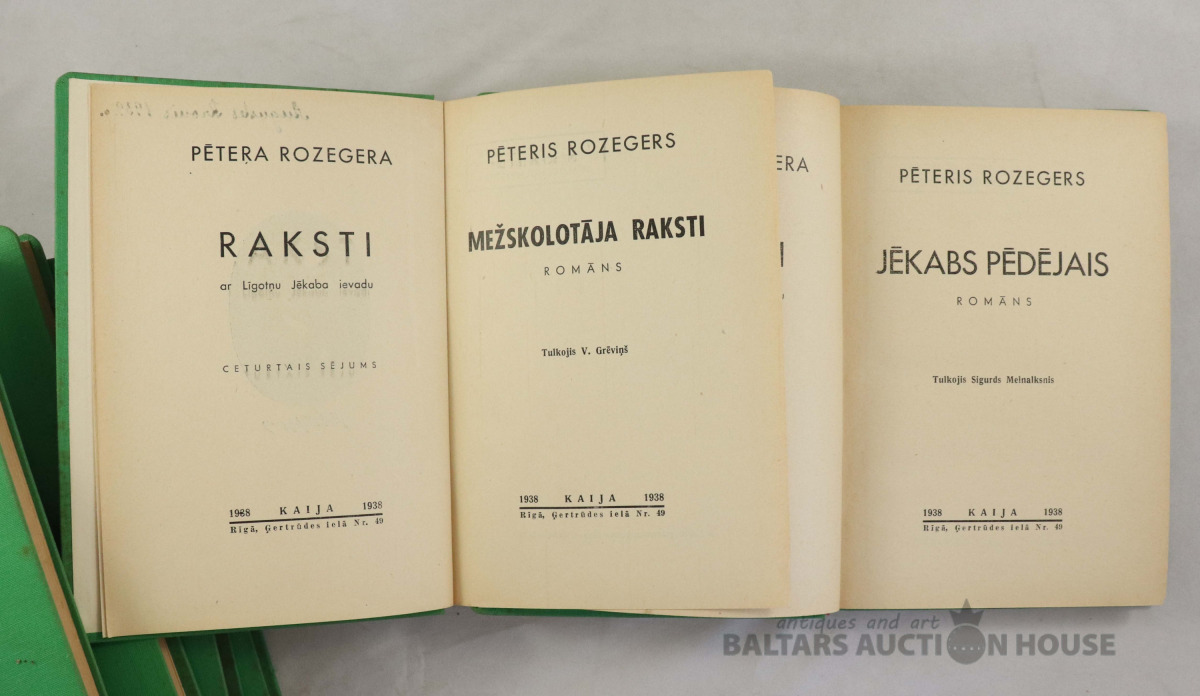 PĒTEŖA ROZEGERA
RAKSTI
ar Līgotņu Jēkaba ievadu
CETURTAIS SĒJUMS
1938 KAIJA 1938
Rīgā, Ģertrūdes ielā Nr. 49
PĒTERIS ROZEGERS
MEŽSKOLOTĀJA RAKSTI
ROMĀNS
Tulkojis V. Grēviņš
1938 KAIJA 1938
Rīgā, Ģertrūdes ielā Nr. 49
ERA
I
PĒTERIS ROZEGERS
JĒKABS PĒDĒJAIS
ROMĀNS
Tulkojis Sigurds Melnalksnis
1938 KAIJA 1938
Rīgā, Ģertrūdes ielā Nr. 49
antiques and art
BALTARS AUCTION HOUSE